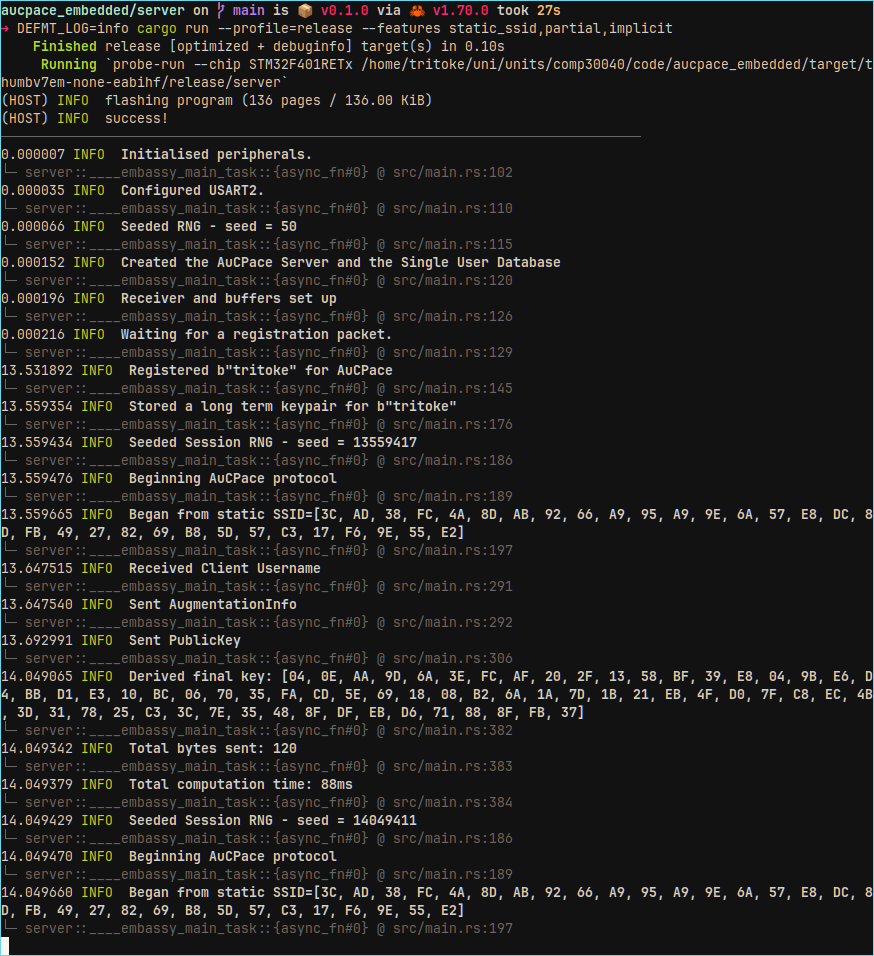 aucpace_embedded/server on  main is 📦 v0.1.0 via 🦀 v1.70.0 took 27s
→ DEFMT_LOG=info cargo run --profile=release --features static_ssid,partial,implicit
    Finished release [optimized + debuginfo] target(s) in 0.10s
     Running `probe-run --chip STM32F401RETx /home/tritoke/uni/units/comp30040/code/aucpace_embedded/target/t
humbv7em-none-eabihf/release/server`
(HOST) INFO  flashing program (136 pages / 136.00 KiB)
(HOST) INFO  success!
────────────────────────────────────────────────────────────────────────────────
0.000007 INFO  Initialised peripherals.
└─ server::____embassy_main_task::{async_fn#0} @ src/main.rs:102
0.000035 INFO  Configured USART2.
└─ server::____embassy_main_task::{async_fn#0} @ src/main.rs:110
0.000066 INFO  Seeded RNG - seed = 50
└─ server::____embassy_main_task::{async_fn#0} @ src/main.rs:115
0.000152 INFO  Created the AuCPace Server and the Single User Database
└─ server::____embassy_main_task::{async_fn#0} @ src/main.rs:120
0.000196 INFO  Receiver and buffers set up
└─ server::____embassy_main_task::{async_fn#0} @ src/main.rs:126
0.000216 INFO  Waiting for a registration packet.
└─ server::____embassy_main_task::{async_fn#0} @ src/main.rs:129
13.531892 INFO  Registered b"tritoke" for AuCPace
└─ server::____embassy_main_task::{async_fn#0} @ src/main.rs:145
13.559354 INFO  Stored a long term keypair for b"tritoke"
└─ server::____embassy_main_task::{async_fn#0} @ src/main.rs:176
13.559434 INFO  Seeded Session RNG - seed = 13559417
└─ server::____embassy_main_task::{async_fn#0} @ src/main.rs:186
13.559476 INFO  Beginning AuCPace protocol
└─ server::____embassy_main_task::{async_fn#0} @ src/main.rs:189
13.559665 INFO  Began from static SSID=[3C, AD, 38, FC, 4A, 8D, AB, 92, 66, A9, 95, A9, 9E, 6A, 57, E8, DC, 8
D, FB, 49, 27, 82, 69, B8, 5D, 57, C3, 17, F6, 9E, 55, E2]
└─ server::____embassy_main_task::{async_fn#0} @ src/main.rs:197
13.647515 INFO  Received Client Username
└─ server::____embassy_main_task::{async_fn#0} @ src/main.rs:291
13.647540 INFO  Sent AugmentationInfo
└─ server::____embassy_main_task::{async_fn#0} @ src/main.rs:292
13.692991 INFO  Sent PublicKey
└─ server::____embassy_main_task::{async_fn#0} @ src/main.rs:306
14.049065 INFO  Derived final key: [04, 0E, AA, 9D, 6A, 3E, FC, AF, 20, 2F, 13, 58, BF, 39, E8, 04, 9B, E6, D
4, BB, D1, E3, 10, BC, 06, 70, 35, FA, CD, 5E, 69, 18, 08, B2, 6A, 1A, 7D, 1B, 21, EB, 4F, D0, 7F, C8, EC, 4B
, 3D, 31, 78, 25, C3, 3C, 7E, 35, 48, 8F, DF, EB, D6, 71, 88, 8F, FB, 37]
└─ server::____embassy_main_task::{async_fn#0} @ src/main.rs:382
14.049342 INFO  Total bytes sent: 120
└─ server::____embassy_main_task::{async_fn#0} @ src/main.rs:383
14.049379 INFO  Total computation time: 88ms
└─ server::____embassy_main_task::{async_fn#0} @ src/main.rs:384
14.049429 INFO  Seeded Session RNG - seed = 14049411
└─ server::____embassy_main_task::{async_fn#0} @ src/main.rs:186
14.049470 INFO  Beginning AuCPace protocol
└─ server::____embassy_main_task::{async_fn#0} @ src/main.rs:189
14.049660 INFO  Began from static SSID=[3C, AD, 38, FC, 4A, 8D, AB, 92, 66, A9, 95, A9, 9E, 6A, 57, E8, DC, 8
D, FB, 49, 27, 82, 69, B8, 5D, 57, C3, 17, F6, 9E, 55, E2]
└─ server::____embassy_main_task::{async_fn#0} @ src/main.rs:197